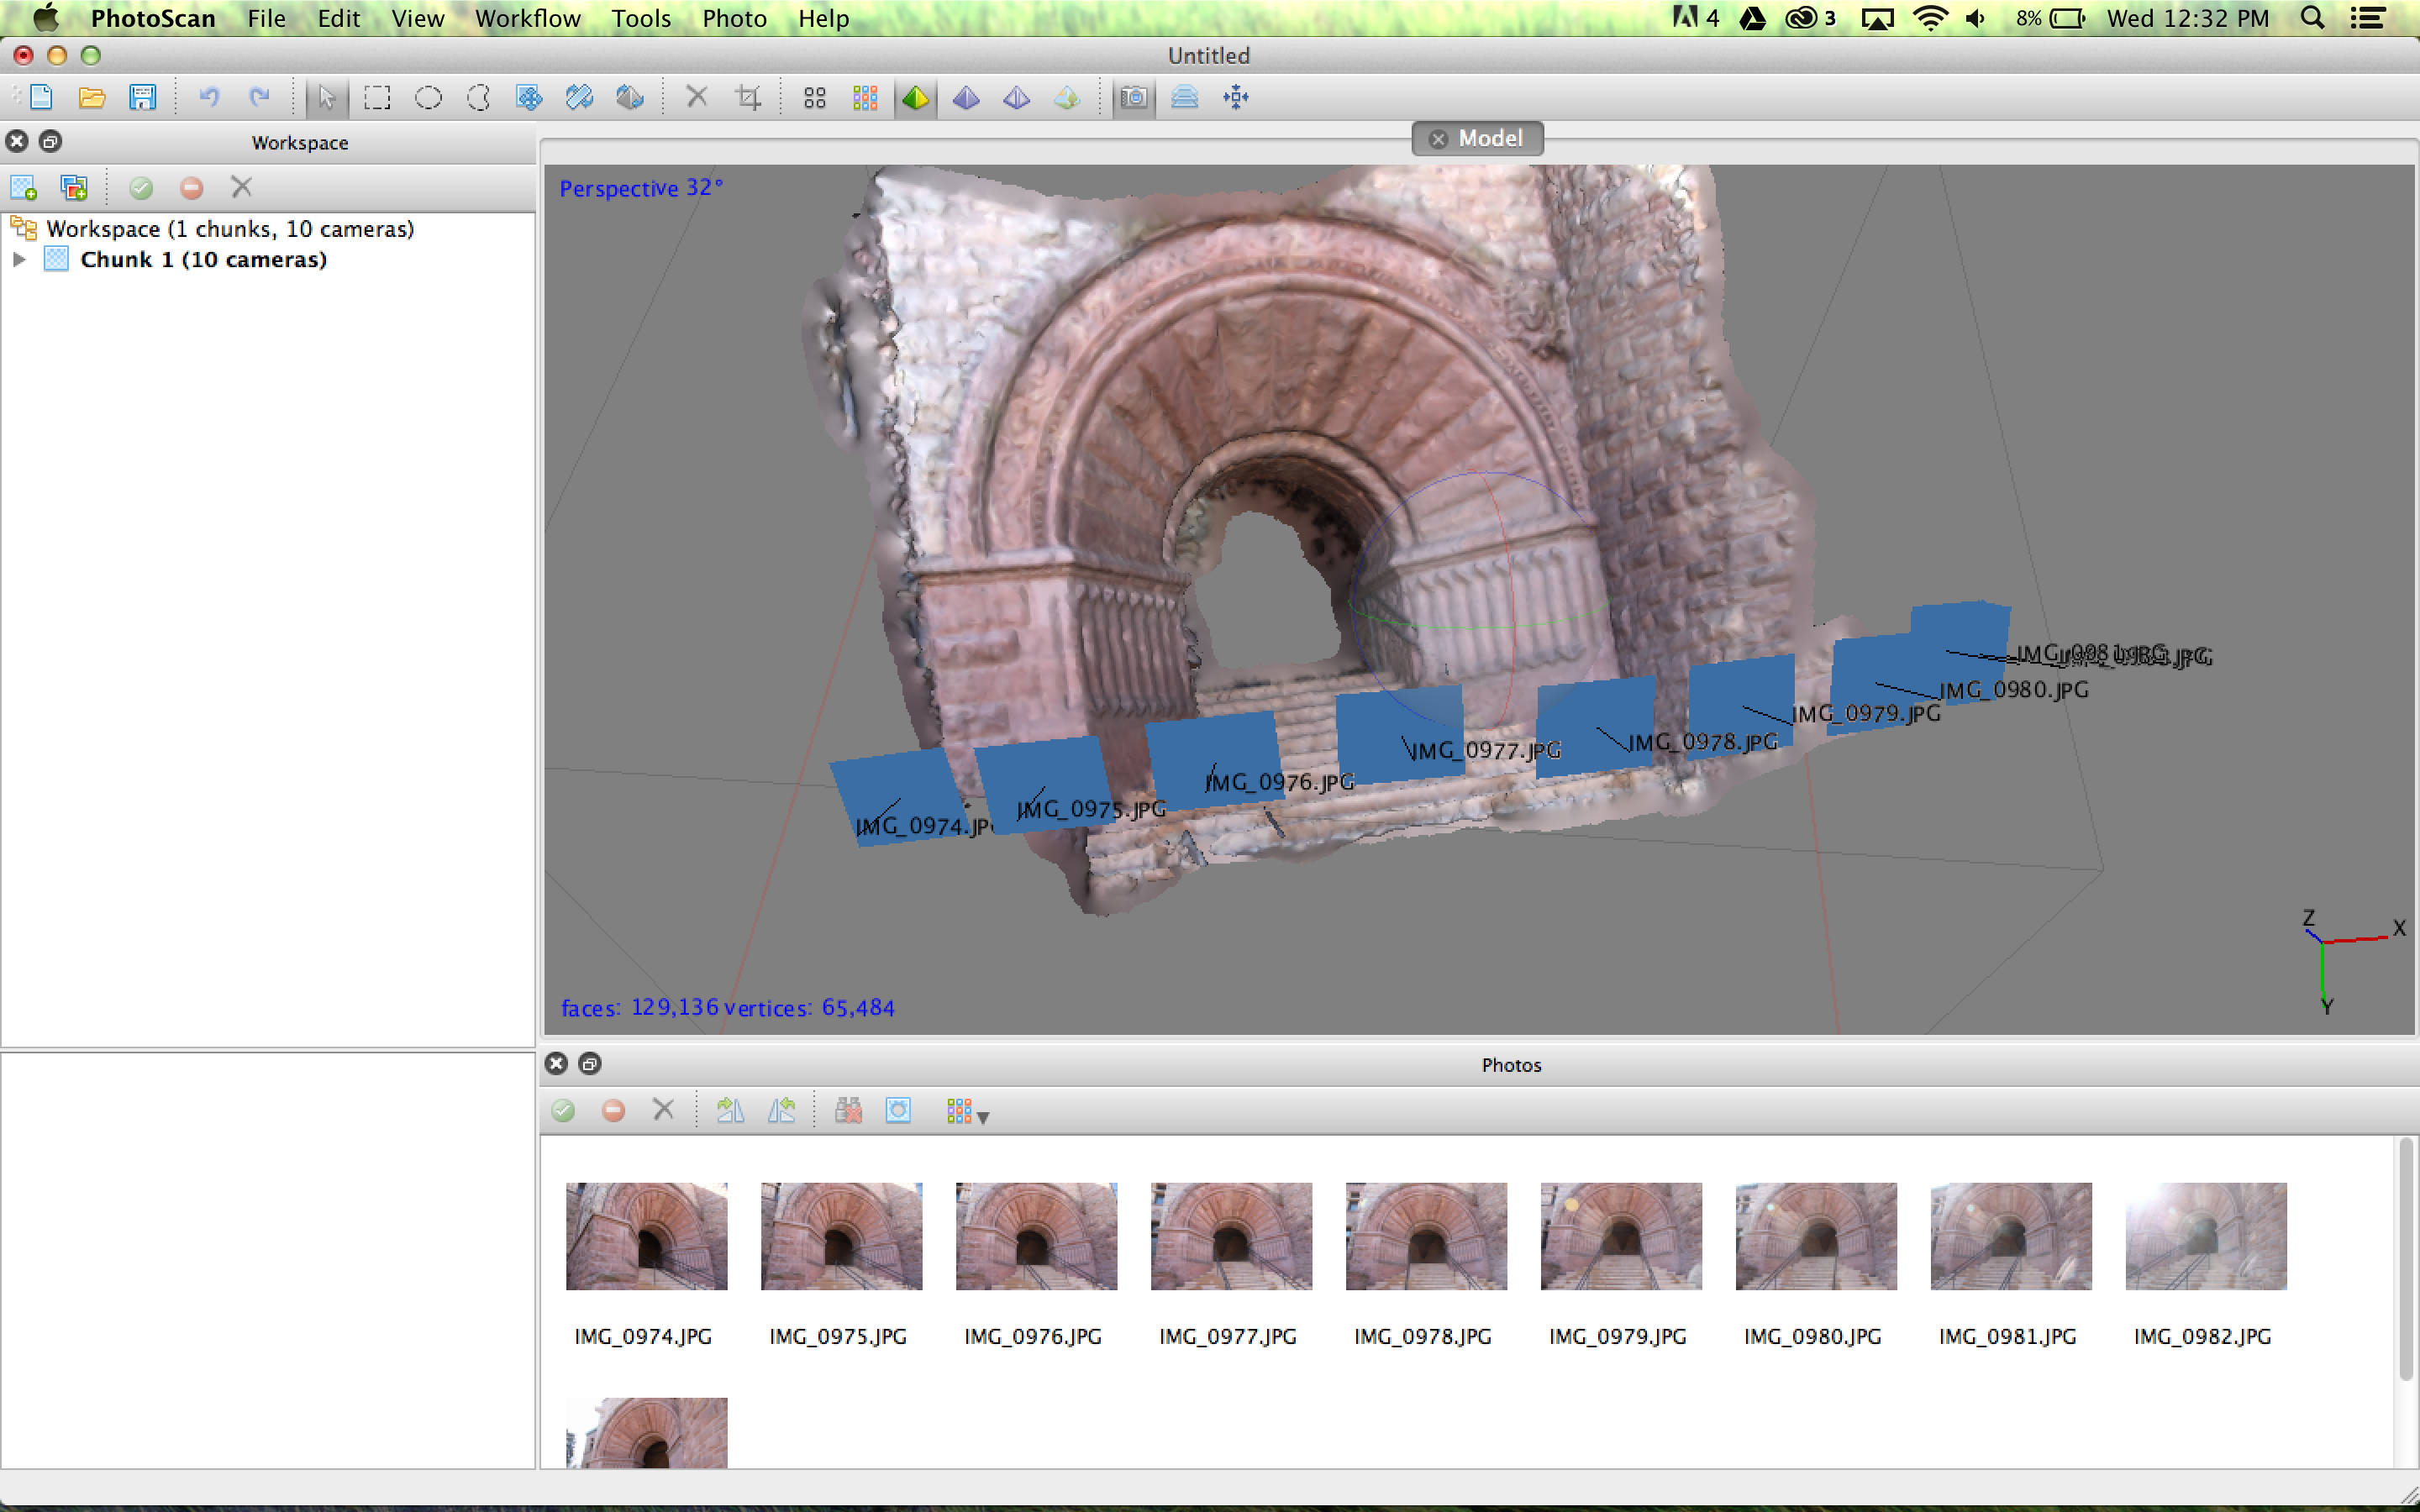 PhotoScan File Edit View Workflow Tools Photo Help 4 3 8% Wed 12:32 PM
Untitled
Workspace
Model
Workspace (1 chunks, 10 cameras)
Chunk 1 (10 cameras)
Perspective 32°
IMG_0981.JPG
IMG_0980.JPG
IMG_0979.JPG
IMG_0978.JPG
IMG_0977.JPG
IMG_0976.JPG
IMG_0975.JPG
IMG_0974.JP
Z
X
Y
faces: 129,136 vertices: 65,484
Photos
IMG_0974.JPG IMG_0975.JPG IMG_0976.JPG IMG_0977.JPG IMG_0978.JPG IMG_0979.JPG IMG_0980.JPG IMG_0981.JPG IMG_0982.JPG